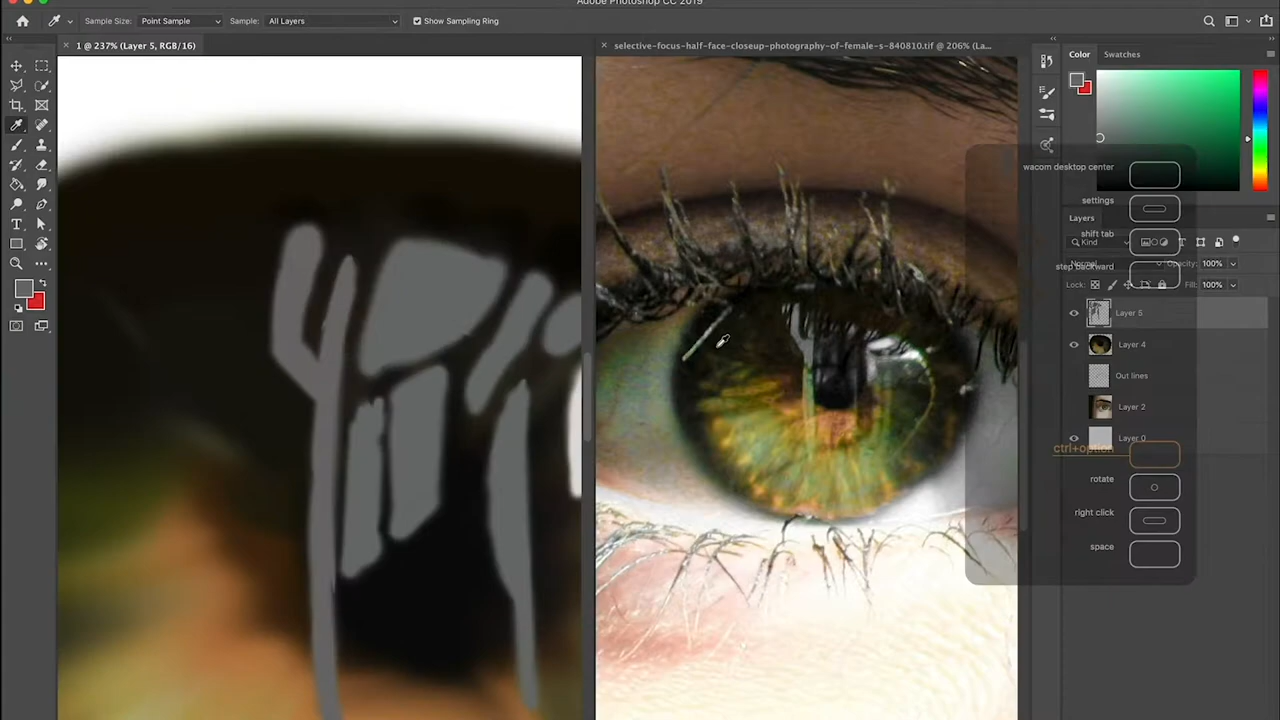 Adobe Photoshop CC 2019
Sample Size: Point Sample Sample: All Layers Show Sampling Ring
1 @ 237% (Layer 5, RGB/16)
selective-focus-half-face-closeup-photography-of-female-s-840810.tif @ 206% (La...
Color Swatches
wacom desktop center
settings
Layers
shift tab
Kind
Normal Opacity: 100%
step backward
Lock: Fill: 100%
Layer 5
Layer 4
Out lines
Layer 2
Layer 0
ctrl+option
rotate
right click
space